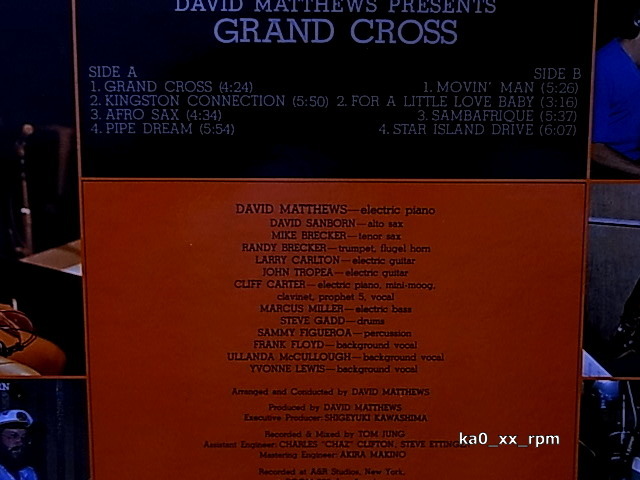 DAVID MATTHEWS PRESENTS
GRAND CROSS
SIDE A
1. GRAND CROSS (4:24)
2. KINGSTON CONNECTION (5:50)
3. AFRO SAX (4:34)
4. PIPE DREAM (5:54)
SIDE B
1. MOVIN' MAN (5:26)
2. FOR A LITTLE LOVE BABY (3:16)
3. SAMBAFRIQUE (5:37)
4. STAR ISLAND DRIVE (6:07)
DAVID MATTHEWS—electric piano
DAVID SANBORN—alto sax
MIKE BRECKER—tenor sax
RANDY BRECKER—trumpet, flugel horn
LARRY CARLTON—electric guitar
JOHN TROPEA—electric guitar
CLIFF CARTER—electric piano, mini-moog,
clavinet, prophet 5, vocal
MARCUS MILLER—electric bass
STEVE GADD—drums
SAMMY FIGUEROA—percussion
FRANK FLOYD—background vocal
ULLANDA McCULLOUGH—background vocal
YVONNE LEWIS—background vocal
Arranged and Conducted by DAVID MATTHEWS
Produced by DAVID MATTHEWS
Executive Producer: SHIGEYUKI KAWASHIMA
Recorded & Mixed by TOM JUNG
Assistant Engineer: CHARLES "CHAZ" CLIFTON, STEVE
Mastering Engineer: AKIRA MAKINO
Recorded at A&R Studios, New York,
ka0_xx_rpm